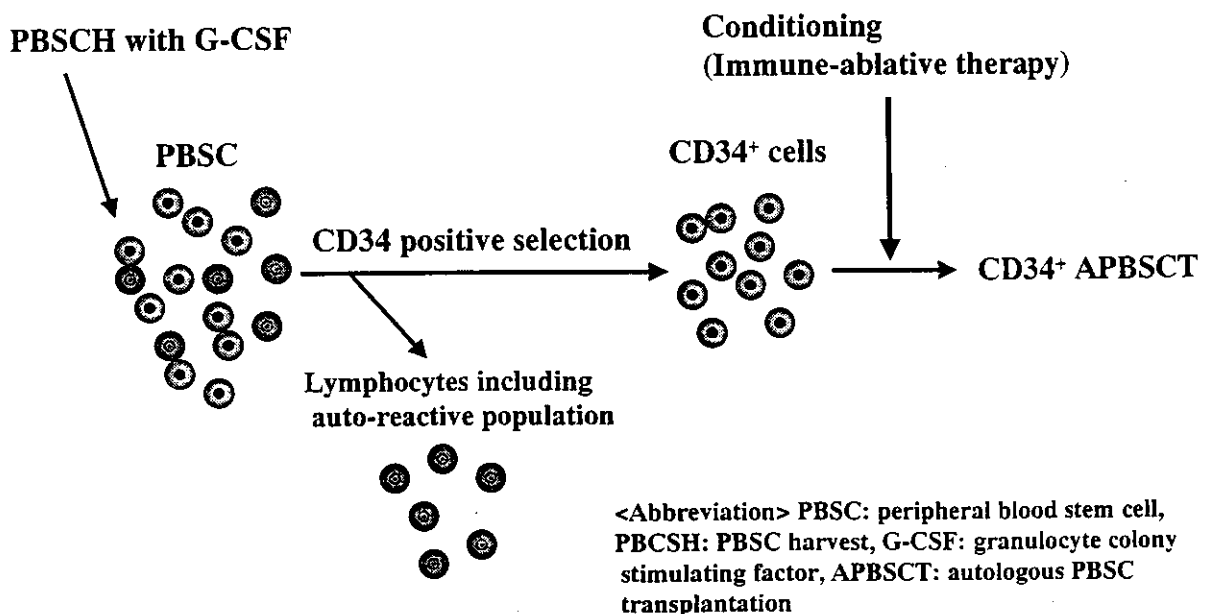 PBSCH with G-CSF
Conditioning
(Immune-ablative therapy)
PBSC
CD34⁺ cells
CD34 positive selection
CD34⁺ APBSCT
Lymphocytes including
auto-reactive population
<Abbreviation> PBSC: peripheral blood stem cell,
PBCSH: PBSC harvest, G-CSF: granulocyte colony
stimulating factor, APBSCT: autologous PBSC
transplantation